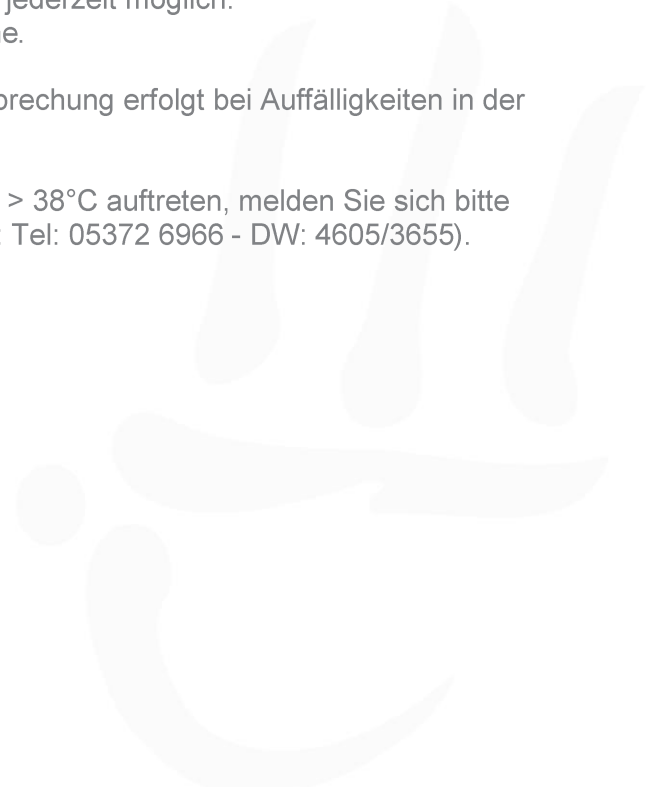 jederzeit möglich.
e.
brechung erfolgt bei Auffälligkeiten in der
> 38°C auftreten, melden Sie sich bitte
: Tel: 05372 6966 - DW: 4605/3655).